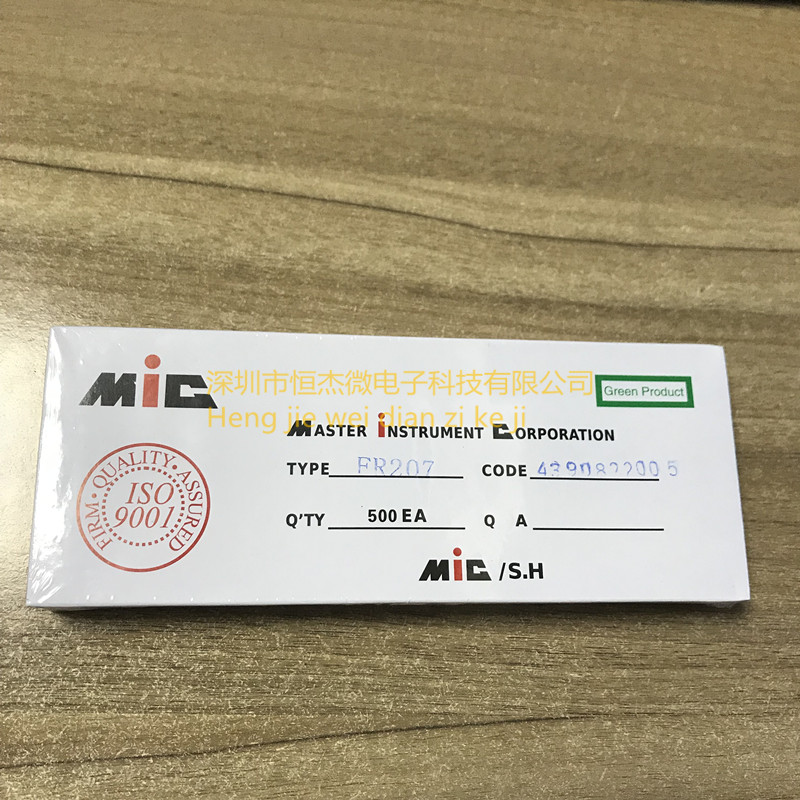 MiC
深圳市恒杰微电子科技有限公司
Heng jie wei dian zi ke ji
Green Product
MASTER INSTRUMENT CORPORATION
FIRM · QUALITY · ASSURED
ISO
9001
TYPE FR207 CODE 4390822005
Q'TY 500 EA Q A
MiC /S.H